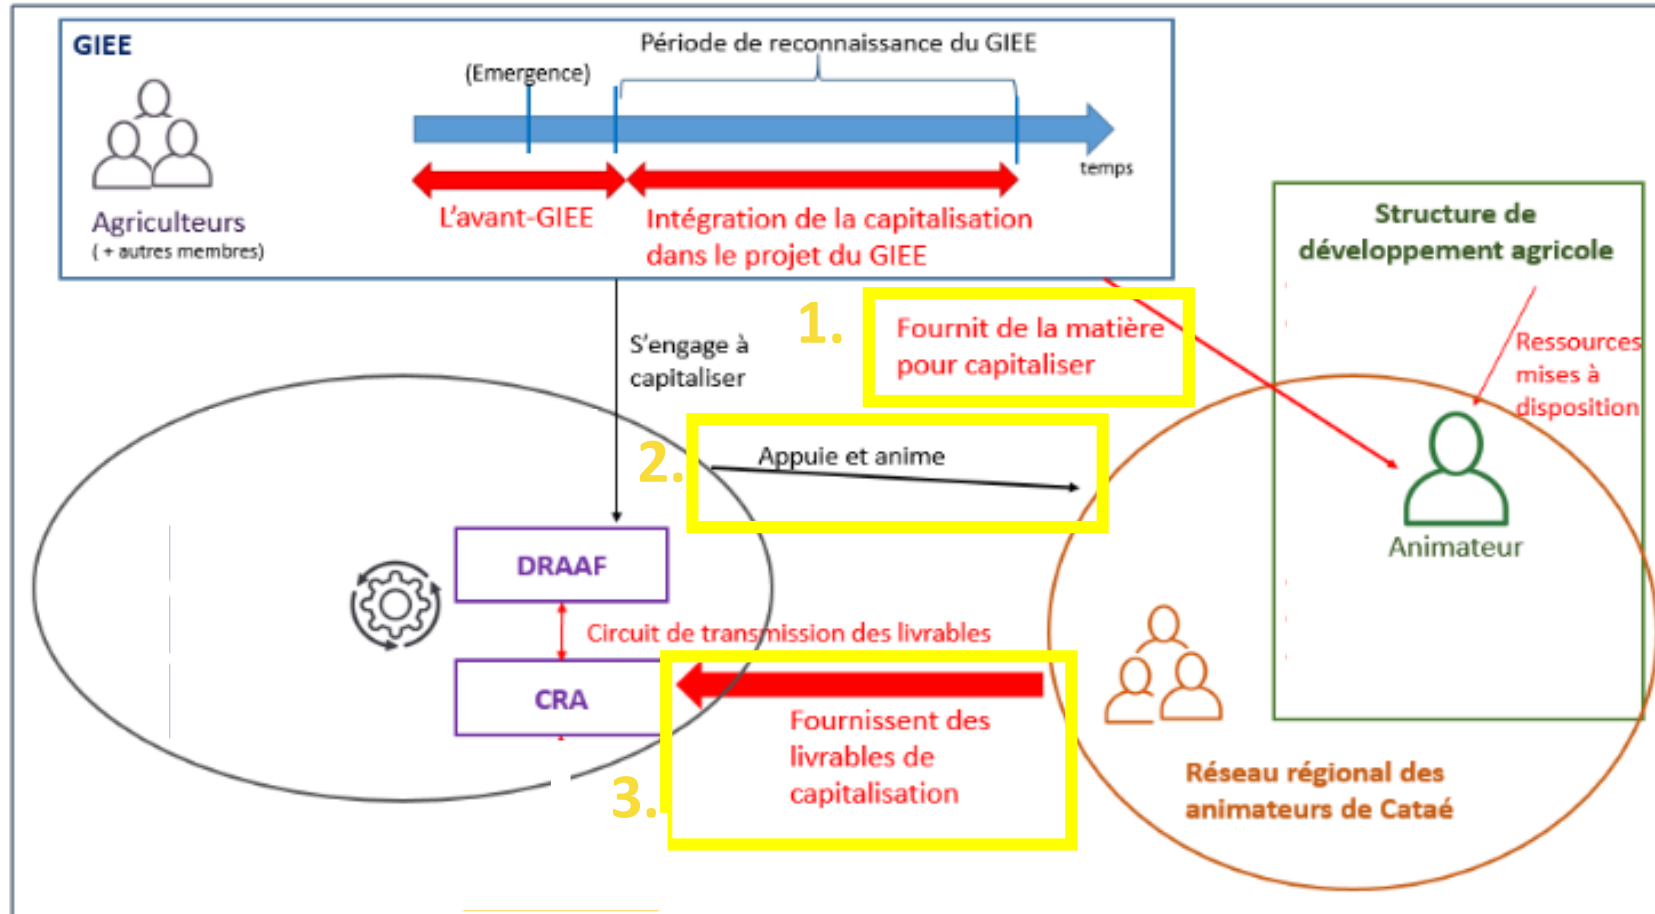 GIEE
Période de reconnaissance du GIEE
(Emergence)
temps
Agriculteurs
( + autres membres)
L'avant-GIEE
Intégration de la capitalisation
dans le projet du GIEE
Structure de
développement agricole
1.
Fournit de la matière
pour capitaliser
S'engage à
capitaliser
Ressources
mises à
disposition
2.
Appuie et anime
Animateur
DRAAF
Circuit de transmission des livrables
CRA
3.
Fournissent des
livrables de
capitalisation
Réseau régional des
animateurs de Cataé